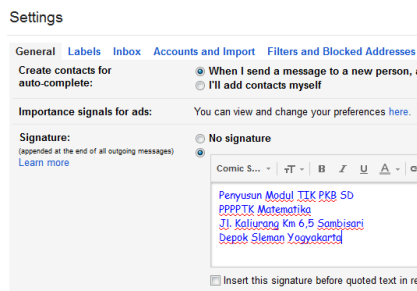 Settings
General Labels Inbox Accounts and Import Filters and Blocked Addresses
Create contacts for When I send a message to a new person,
auto-complete: I'll add contacts myself
Importance signals for ads: You can view and change your preferences here.
Signature: No signature
(appended at the end of all outgoing messages)
Learn more
Comic S... B I U A
Penyusun Modul TIK PKB SD
PPPPTK Matematika
Jl. Kaliurang Km 6,5 Sambisari
Depok Sleman Yogyakarta
Insert this signature before quoted text in